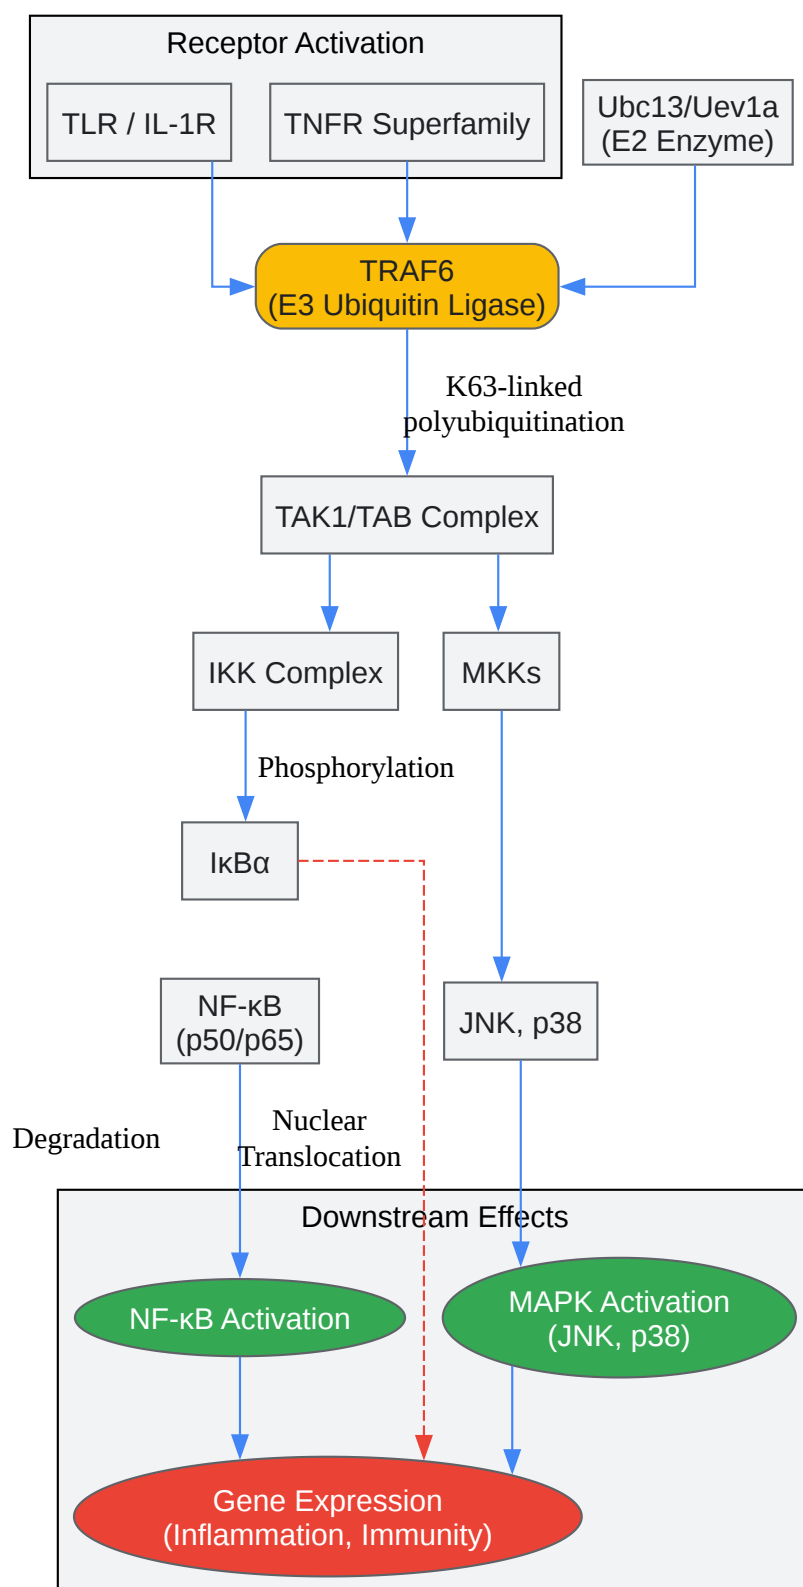 Receptor Activation
TLR / IL-1R
TNFR Superfamily
Ubc13/Uev1a
(E2 Enzyme)
TRAF6
(E3 Ubiquitin Ligase)
K63-linked
polyubiquitination
TAK1/TAB Complex
IKK Complex
MKKs
Phosphorylation
IκBα
NF-κB
(p50/p65)
JNK, p38
Degradation
Nuclear
Translocation
Downstream Effects
NF-κB Activation
MAPK Activation
(JNK, p38)
Gene Expression
(Inflammation, Immunity)